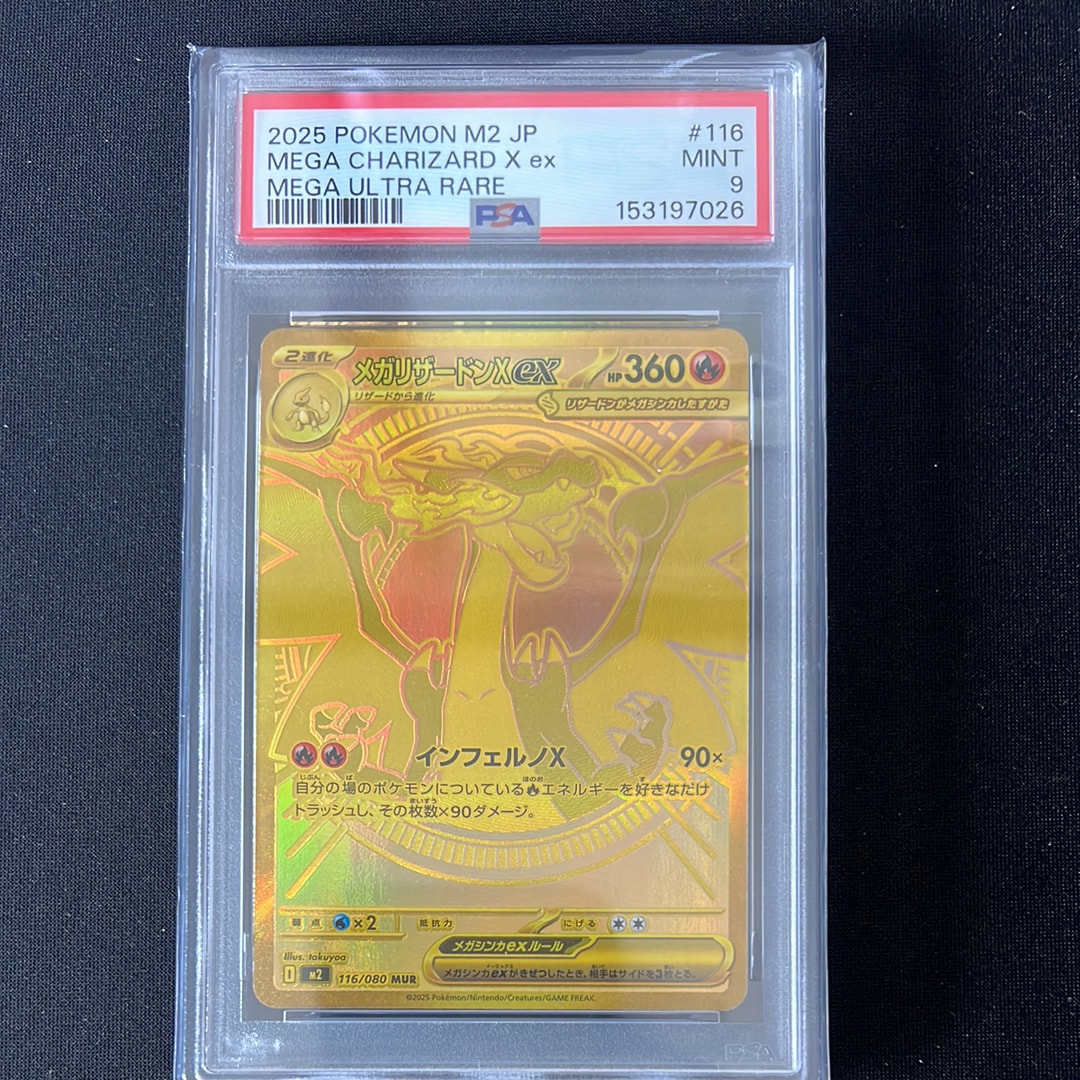 2025 POKEMON M2 JP #116
MEGA CHARIZARD X ex MINT
MEGA ULTRA RARE 9
PSA 153197026
2進化 メガリザードンXex HP360
リザードから進化 リザードンがメガシンカしたすがた
インフェルノX 90×
自分の場のポケモンについているエネルギーを好きなだけ
トラッシュし、その枚数×90ダメージ。
弱点 ×2 抵抗力 にげる
メガシンカexルール
メガシンカexがきぜつしたとき、相手はサイドを3枚とる。
Illus. takuyoa
M2 116/080 MUR
©2025 Pokémon/Nintendo/Creatures/GAME FREAK.
PSA